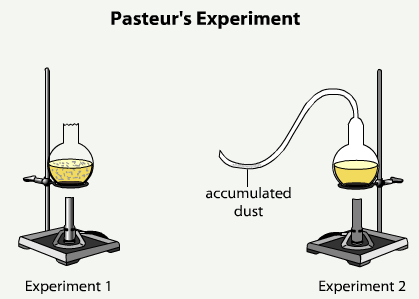 Pasteur's Experiment
accumulated
dust
Experiment 1
Experiment 2